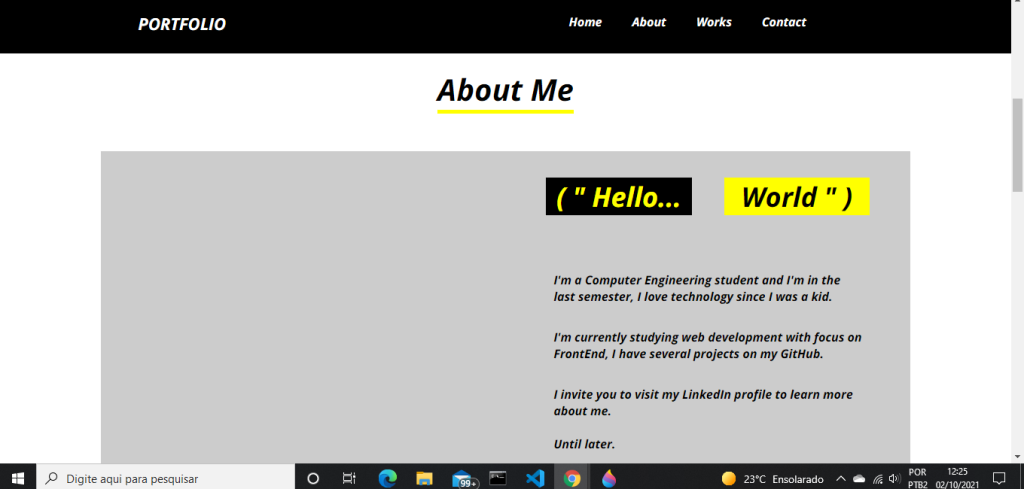 PORTFOLIO
Home About Works Contact
About Me
( " Hello... World " )
I'm a Computer Engineering student and I'm in the
last semester, I love technology since I was a kid.
I'm currently studying web development with focus on
FrontEnd, I have several projects on my GitHub.
I invite you to visit my LinkedIn profile to learn more
about me.
Until later.
Digite aqui para pesquisar
99+
23°C Ensolarado
POR
PTB2
12:25
02/10/2021